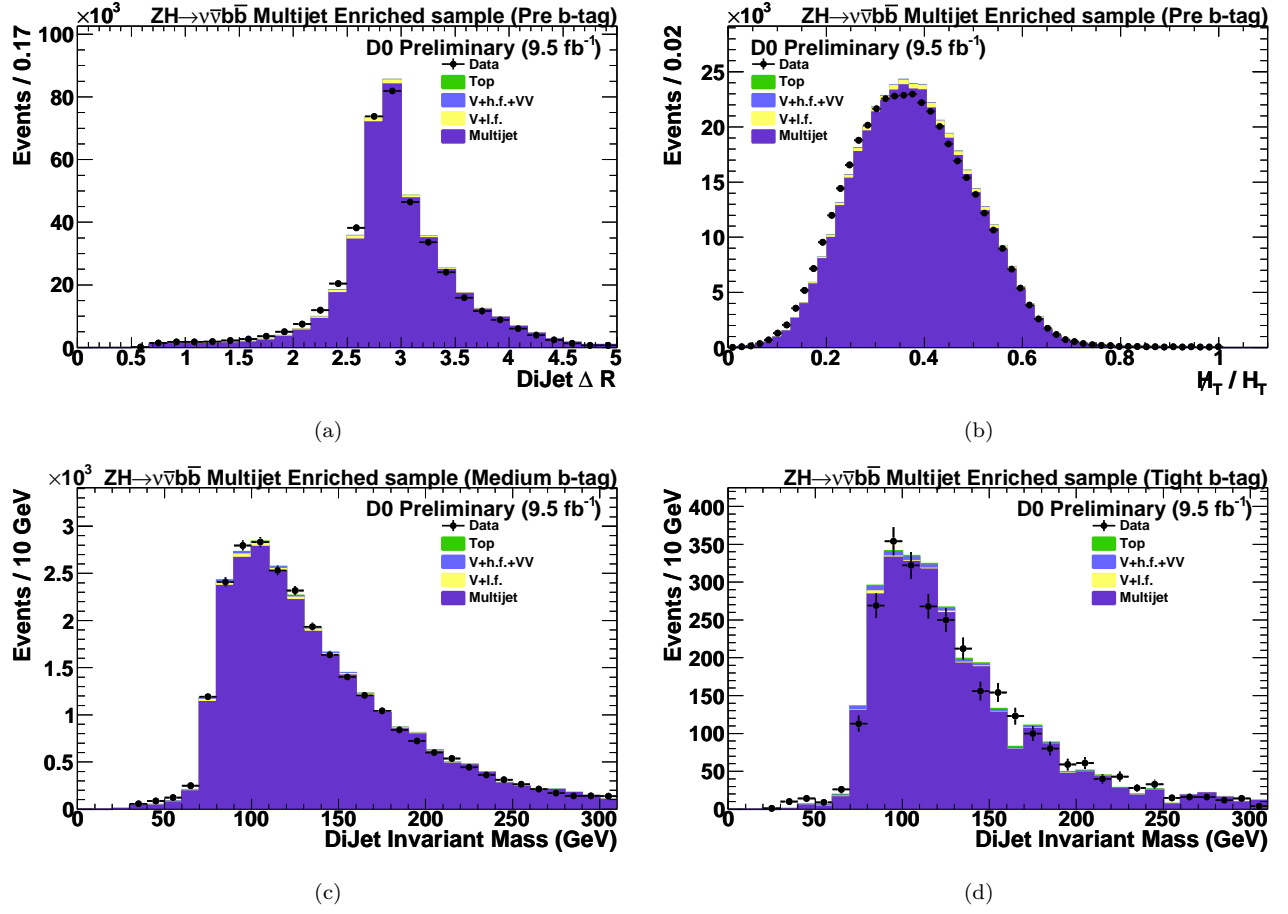 ZH→νν̄bb̄ Multijet Enriched sample (Pre b-tag)
×10³
D0 Preliminary (9.5 fb⁻¹)
Data
Top
V+h.f.+VV
V+l.f.
Multijet
Events / 0.17
100
80
60
40
20
0
0 0.5 1 1.5 2 2.5 3 3.5 4 4.5 5
DiJet Δ R
(a)
ZH→νν̄bb̄ Multijet Enriched sample (Pre b-tag)
×10³
D0 Preliminary (9.5 fb⁻¹)
Data
Top
V+h.f.+VV
V+l.f.
Multijet
Events / 0.02
25
20
15
10
5
0
0 0.2 0.4 0.6 0.8 1
H̸_T / H_T
(b)
ZH→νν̄bb̄ Multijet Enriched sample (Medium b-tag)
×10³
D0 Preliminary (9.5 fb⁻¹)
Data
Top
V+h.f.+VV
V+l.f.
Multijet
Events / 10 GeV
3
2.5
2
1.5
1
0.5
0
0 50 100 150 200 250 300
DiJet Invariant Mass (GeV)
(c)
ZH→νν̄bb̄ Multijet Enriched sample (Tight b-tag)
D0 Preliminary (9.5 fb⁻¹)
Data
Top
V+h.f.+VV
V+l.f.
Multijet
Events / 10 GeV
400
350
300
250
200
150
100
50
0
0 50 100 150 200 250 300
DiJet Invariant Mass (GeV)
(d)